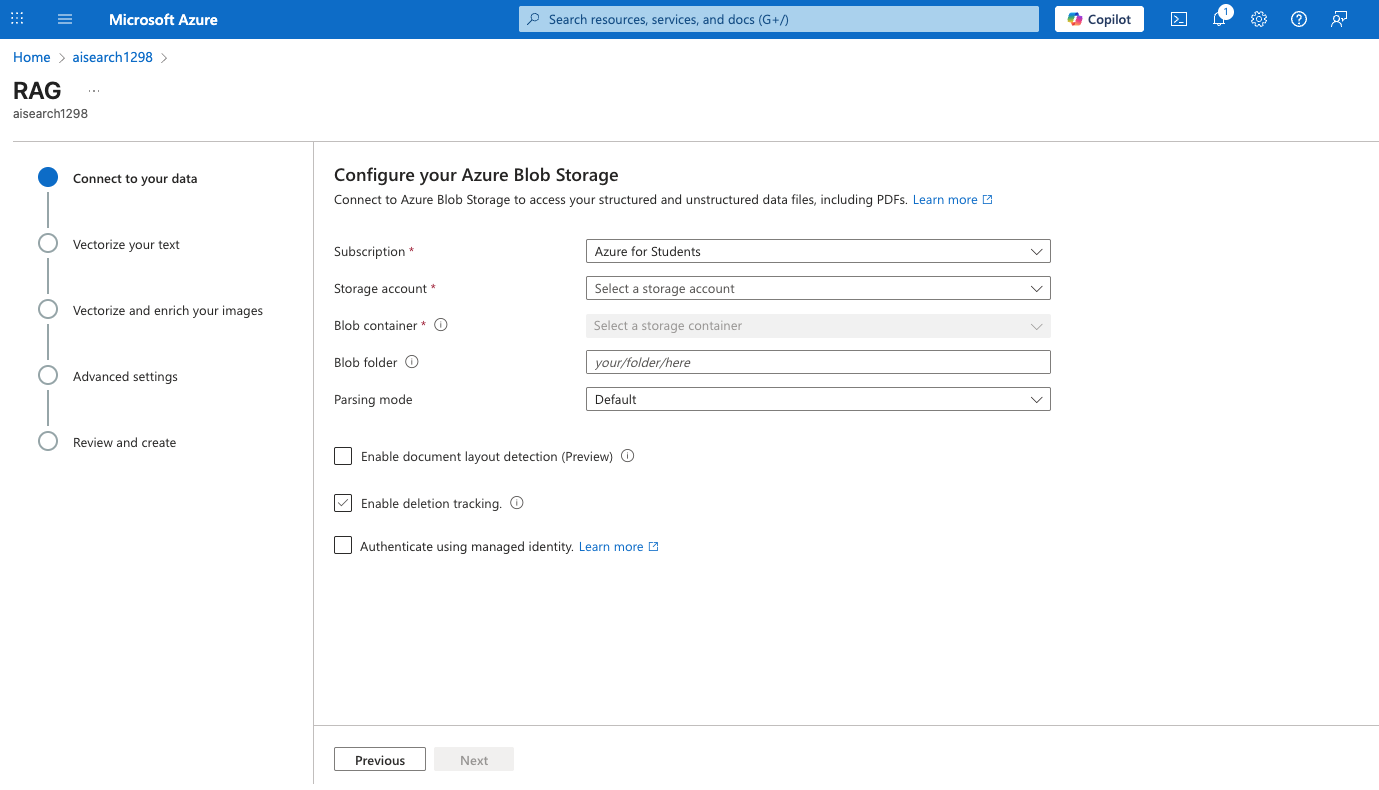 Microsoft Azure
Search resources, services, and docs (G+/)
Copilot
1
Home
aisearch1298
RAG
...
aisearch1298
Connect to your data
Vectorize your text
Vectorize and enrich your images
Advanced settings
Review and create
Configure your Azure Blob Storage
Connect to Azure Blob Storage to access your structured and unstructured data files, including PDFs. Learn more
Subscription * Azure for Students
Storage account * Select a storage account
Blob container * Select a storage container
Blob folder your/folder/here
Parsing mode Default
Enable document layout detection (Preview)
Enable deletion tracking.
Authenticate using managed identity. Learn more
Previous Next